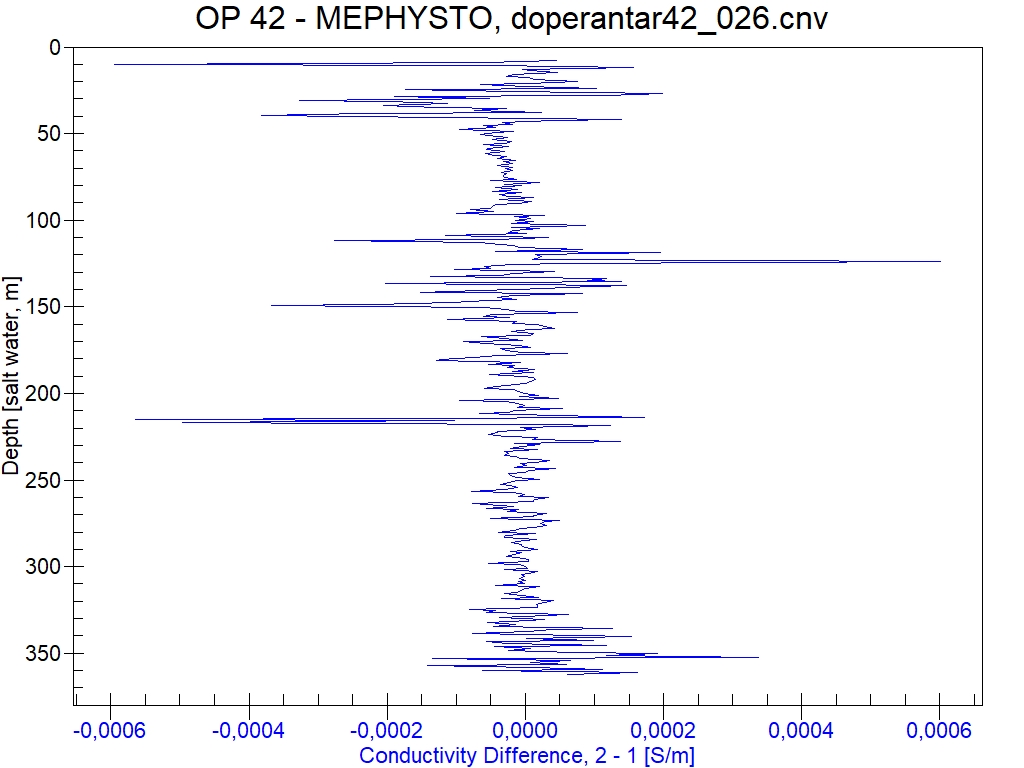 OP 42 - MEPHYSTO, doperantar42_026.cnv
0
50
100
150
200
250
300
350
Depth [salt water, m]
-0,0006 -0,0004 -0,0002 0,0000 0,0002 0,0004 0,0006
Conductivity Difference, 2 - 1 [S/m]